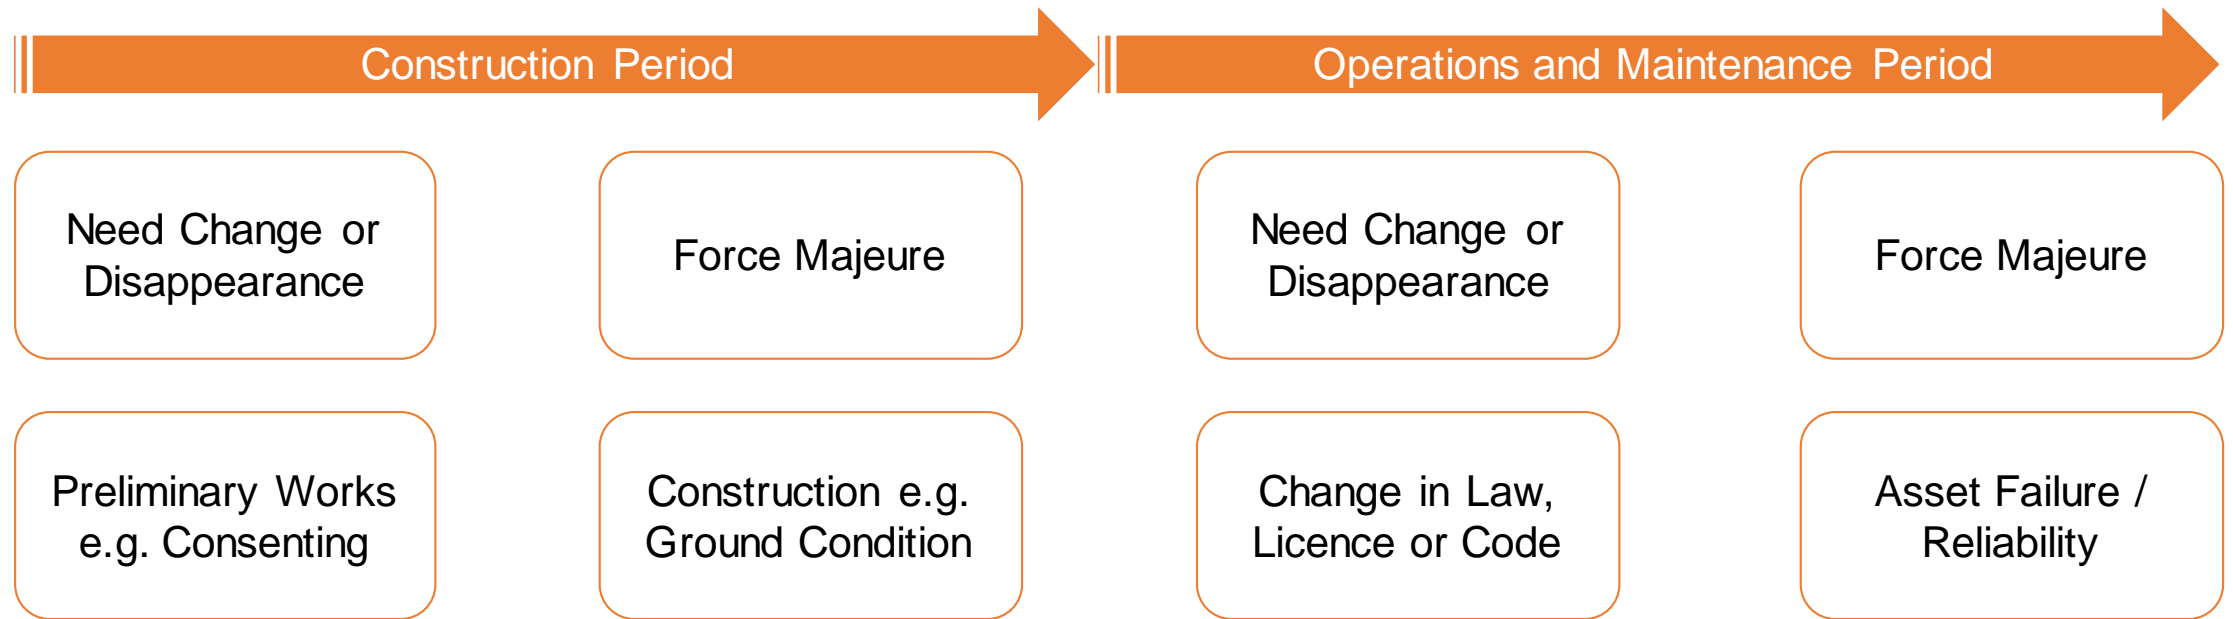 Construction Period
Operations and Maintenance Period
Need Change or
Disappearance
Force Majeure
Need Change or
Disappearance
Force Majeure
Preliminary Works
e.g. Consenting
Construction e.g.
Ground Condition
Change in Law,
Licence or Code
Asset Failure /
Reliability